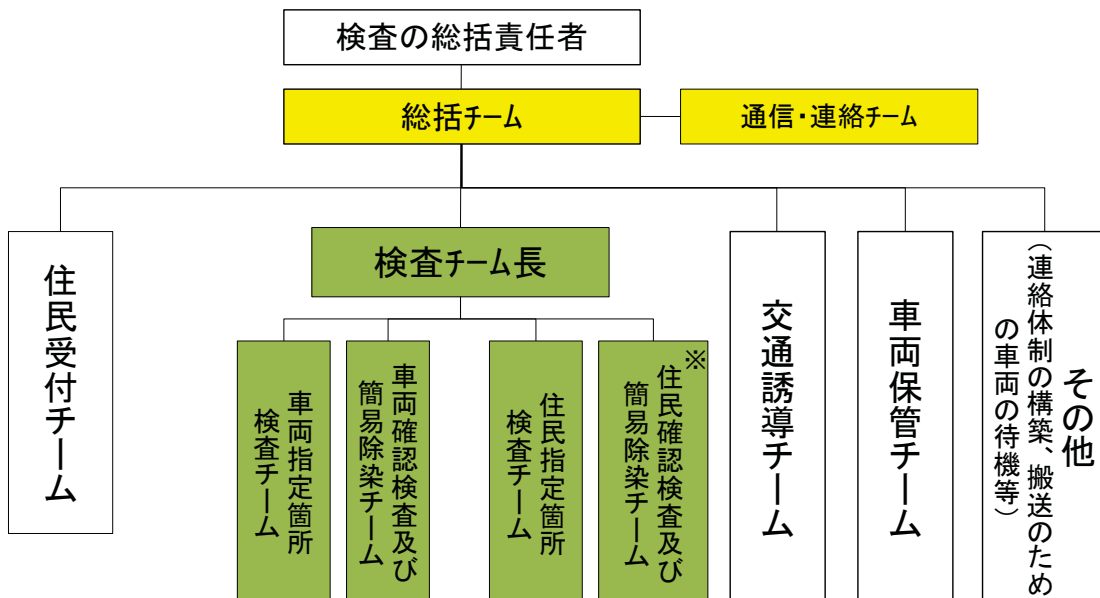 検査の総括責任者
総括チーム
通信・連絡チーム
住民受付チーム
検査チーム長
車両指定箇所
検査チーム
車両確認検査及び
簡易除染チーム
住民指定箇所
検査チーム
住民確認検査及び※
簡易除染チーム
交通誘導チーム
車両保管チーム
その他
（連絡体制の構築、搬送のため
の車両の待機等）